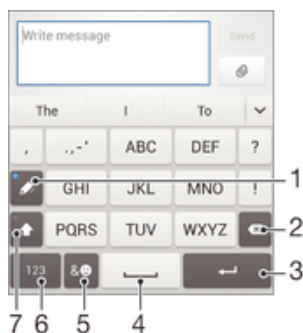 Write message
Send
The I To
, .,-' ABC DEF ?
GHI JKL MNO ! 1
PQRS TUV WXYZ 2
123 & 3
7 6 5 4